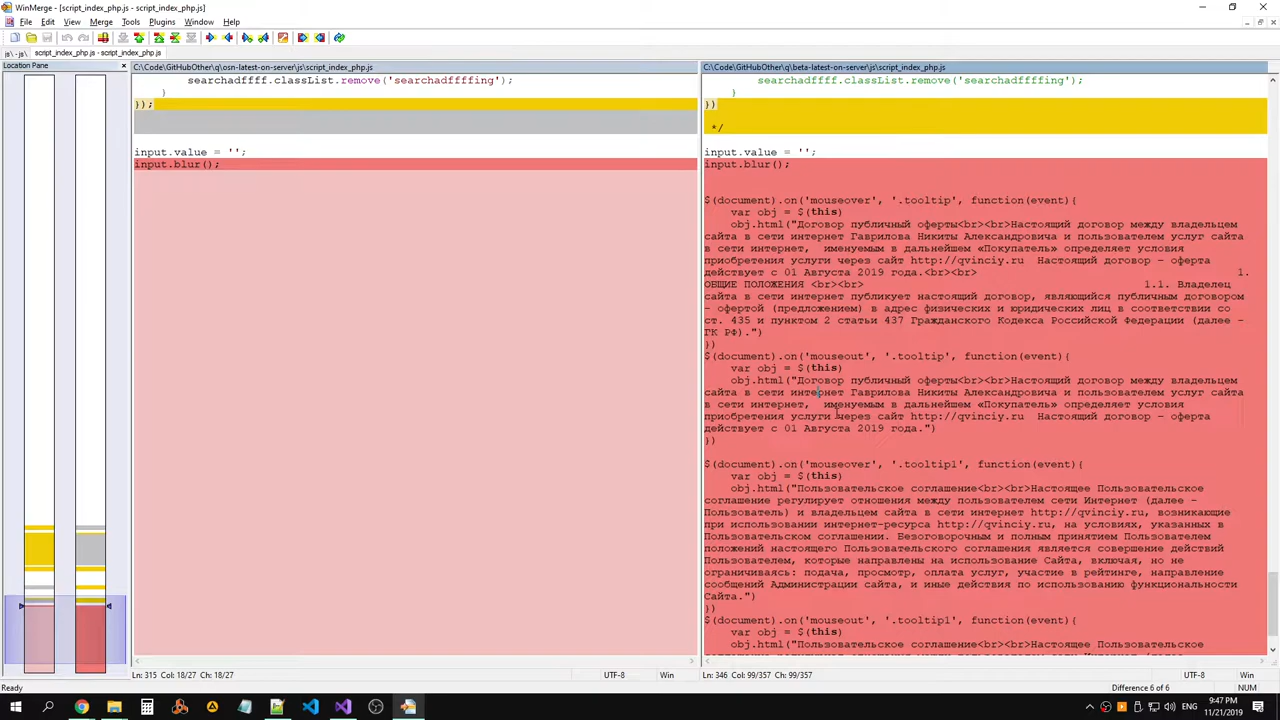 WinMerge - [script_index_php.js - script_index_php.js]
File Edit View Merge Tools Plugins Window Help
js\ - js\ script_index_php.js - script_index_php.js
Location Pane
C:\Code\GitHubOther\q\osn-latest-on-server\js\script_index_php.js
searchadffff.classList.remove('searchadffffing');
}
});
input.value = '';
input.blur();
C:\Code\GitHubOther\q\beta-latest-on-server\js\script_index_php.js
searchadffff.classList.remove('searchadffffing');
}
})
*/
input.value = '';
input.blur();
$(document).on('mouseover', '.tooltip', function(event){
var obj = $(this)
obj.html("Договор публичный оферты<br><br>Настоящий договор между владельцем
сайта в сети интернет Гаврилова Никиты Александровича и пользователем услуг сайта
в сети интернет, именуемым в дальнейшем «Покупатель» определяет условия
приобретения услуги через сайт http://qvinciy.ru Настоящий договор – оферта
действует с 01 Августа 2019 года.<br><br> 1.
ОБЩИЕ ПОЛОЖЕНИЯ <br><br> 1.1. Владелец
сайта в сети интернет публикует настоящий договор, являющийся публичным договором
- офертой (предложением) в адрес физических и юридических лиц в соответствии со
ст. 435 и пунктом 2 статьи 437 Гражданского Кодекса Российской Федерации (далее –
ГК РФ).")
})
$(document).on('mouseout', '.tooltip', function(event){
var obj = $(this)
obj.html("Договор публичный оферты<br><br>Настоящий договор между владельцем
сайта в сети интернет Гаврилова Никиты Александровича и пользователем услуг сайта
в сети интернет, именуемым в дальнейшем «Покупатель» определяет условия
приобретения услуги через сайт http://qvinciy.ru Настоящий договор – оферта
действует с 01 Августа 2019 года.")
})
$(document).on('mouseover', '.tooltip1', function(event){
var obj = $(this)
obj.html("Пользовательское соглашение<br><br>Настоящее Пользовательское
соглашение регулирует отношения между пользователем сети Интернет (далее -
Пользователь) и владельцем сайта в сети интернет http://qvinciy.ru, возникающие
при использовании интернет-ресурса http://qvinciy.ru, на условиях, указанных в
Пользовательском соглашении. Безоговорочным и полным принятием Пользователем
положений настоящего Пользовательского соглашения является совершение действий
Пользователем, которые направлены на использование Сайта, включая, но не
ограничиваясь: подача, просмотр, оплата услуг, участие в рейтинге, направление
сообщений Администрации сайта, и иные действия по использованию функциональности
Сайта.")
})
$(document).on('mouseout', '.tooltip1', function(event){
var obj = $(this)
obj.html("Пользовательское соглашение<br><br>Настоящее Пользовательское
Ln: 315 Col: 18/27 Ch: 18/27 UTF-8 Win
Ln: 346 Col: 99/357 Ch: 99/357 UTF-8 Win
Ready Difference 6 of 6 NUM
9:47 PM
11/21/2019